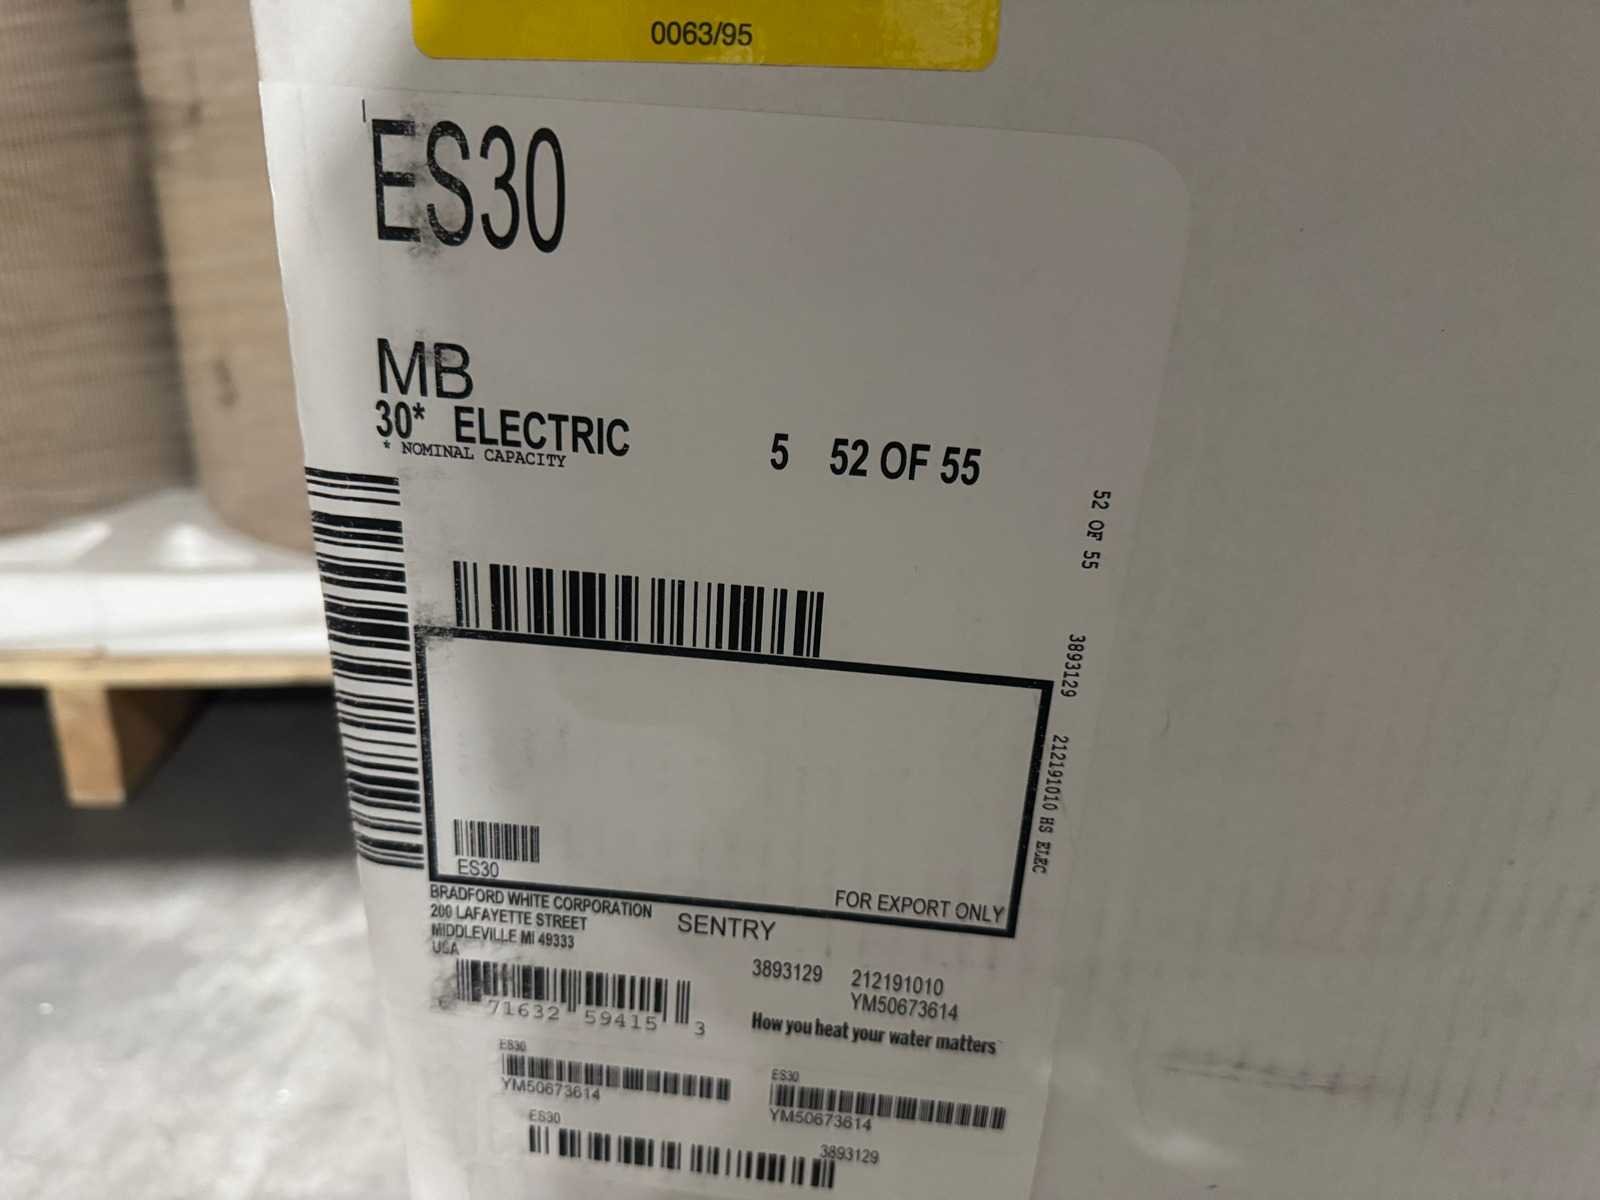 0063/95
ES30
MB
30* ELECTRIC 5 52 OF 55
* NOMINAL CAPACITY
52 OF 55 3893129 212191010 HS ELEC
ES30
FOR EXPORT ONLY
BRADFORD WHITE CORPORATION
200 LAFAYETTE STREET
MIDDLEVILLE MI 49333
USA
SENTRY
3893129 212191010
YM50673614
71632 59415 3
How you heat your water matters
ES30
YM50673614
ES30
YM50673614
ES30
3893129